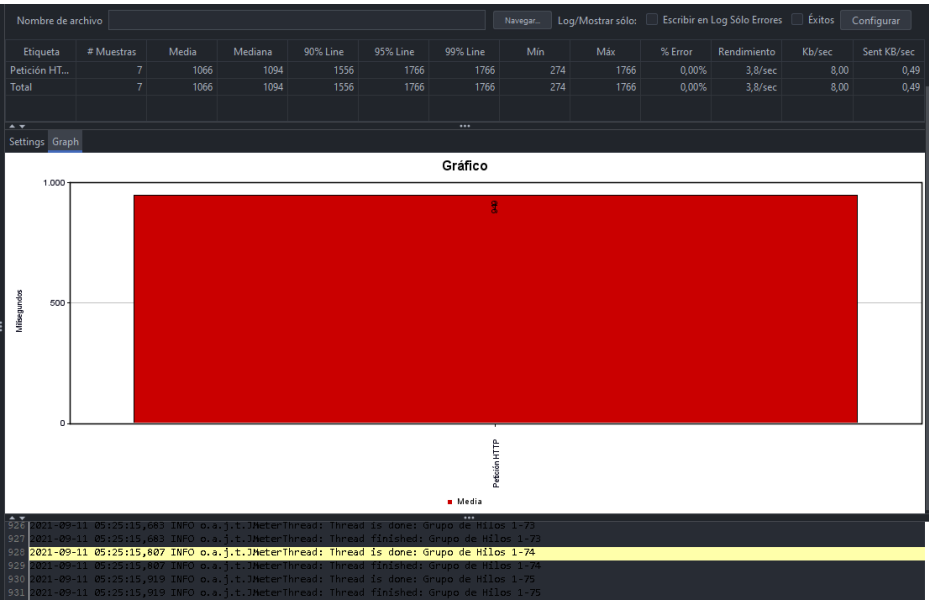 Nombre de archivo Navegar... Log/Mostrar sólo: Escribir en Log Sólo Errores Éxitos Configurar
Etiqueta # Muestras Media Mediana 90% Line 95% Line 99% Line Mín Máx % Error Rendimiento Kb/sec Sent KB/sec
Petición HT... 7 1066 1094 1556 1766 1766 274 1766 0,00% 3,8/sec 8,00 0,49
Total 7 1066 1094 1556 1766 1766 274 1766 0,00% 3,8/sec 8,00 0,49
Settings Graph
Gráfico
1.000
500
0
Milisegundos
Petición HTTP
Media
926 2021-09-11 05:25:15,683 INFO o.a.j.t.JMeterThread: Thread is done: Grupo de Hilos 1-73
927 2021-09-11 05:25:15,683 INFO o.a.j.t.JMeterThread: Thread finished: Grupo de Hilos 1-73
928 2021-09-11 05:25:15,807 INFO o.a.j.t.JMeterThread: Thread is done: Grupo de Hilos 1-74
929 2021-09-11 05:25:15,807 INFO o.a.j.t.JMeterThread: Thread finished: Grupo de Hilos 1-74
930 2021-09-11 05:25:15,919 INFO o.a.j.t.JMeterThread: Thread is done: Grupo de Hilos 1-75
931 2021-09-11 05:25:15,919 INFO o.a.j.t.JMeterThread: Thread finished: Grupo de Hilos 1-75